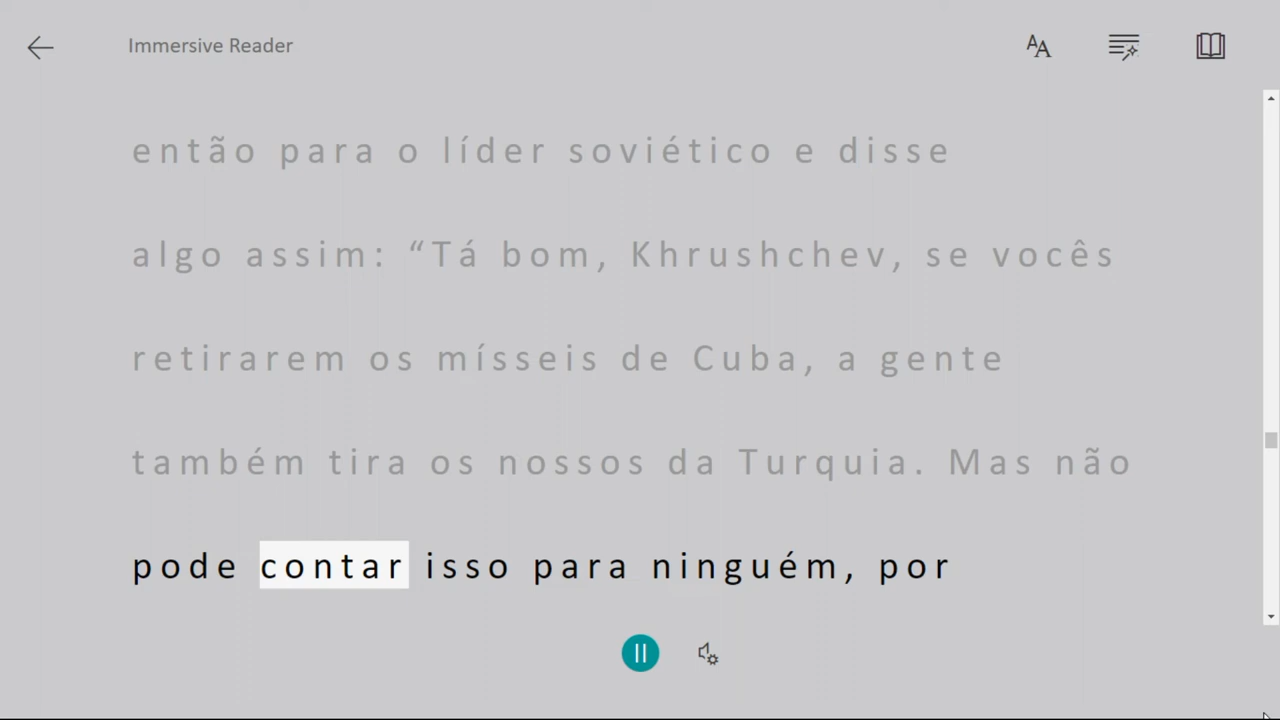 Immersive Reader
então para o líder soviético e disse
algo assim: “Tá bom, Khrushchev, se vocês
retirarem os mísseis de Cuba, a gente
também tira os nossos da Turquia. Mas não
pode contar isso para ninguém, por